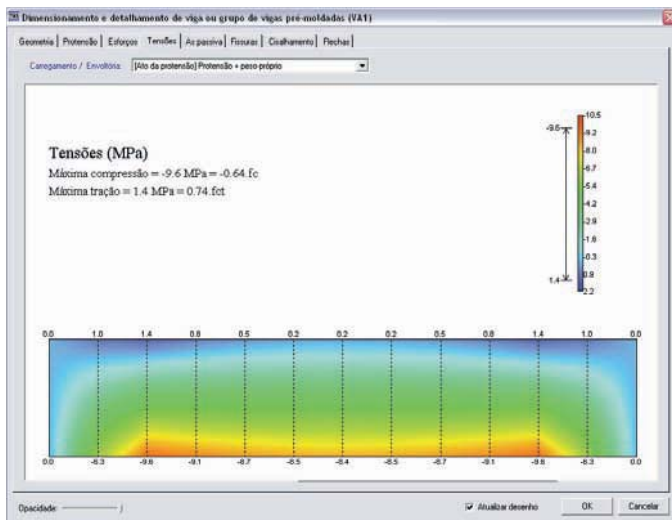 Dimensionamento e detalhamento de viga ou grupo de vigas pré-moldadas (VA1)
Geometria Protensão Esforços Tensões As passiva Fissuras Cisalhamento Flechas
Carregamento / Envoltória: [Ato da protensão] Protensão + peso próprio
Tensões (MPa)
Máxima compressão = -9.6 MPa = -0.64.fc
Máxima tração = 1.4 MPa = 0.74.fct
-10.5
-9.6
-9.2
-8.0
-6.7
-5.4
-4.2
-2.9
-1.6
-0.3
0.9
1.4
2.2
0.0 1.0 1.4 0.8 0.5 0.2 0.2 0.2 0.5 0.8 1.4 1.0 0.0
0.0 -6.3 -9.6 -9.1 -8.7 -8.5 -8.4 -8.5 -8.7 -9.1 -9.6 -6.3 0.0
Opacidade:
Atualizar desenho OK Cancelar